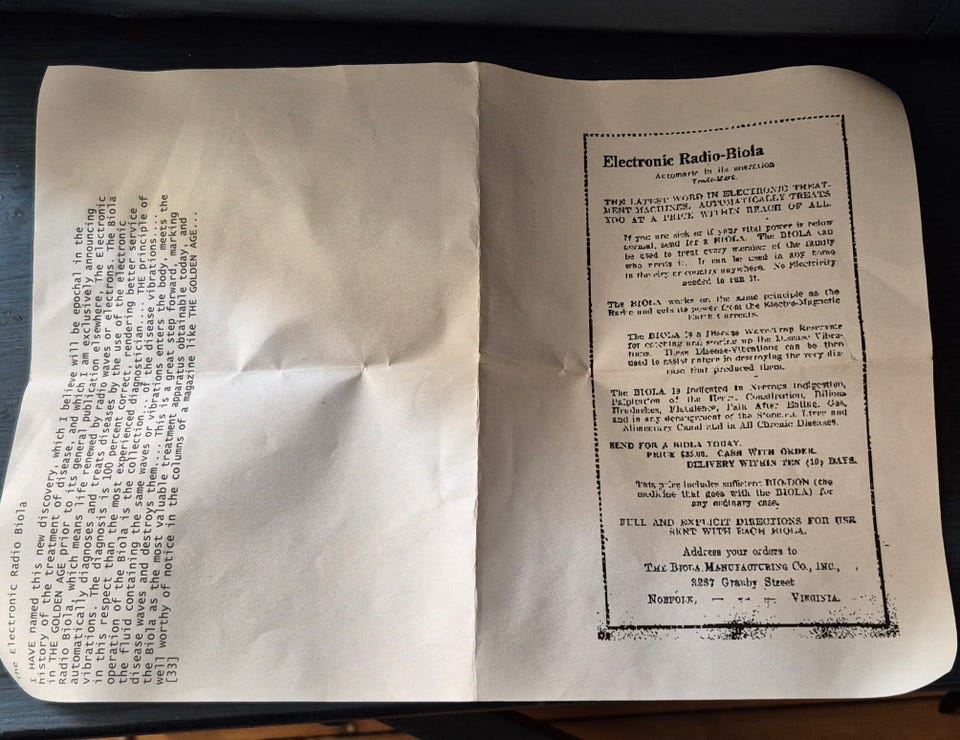 The Electronic Radio Biola
I HAVE named this new discovery, which I believe will be epochal in the
history of the treatment of disease, and which I am exclusively announcing
in THE GOLDEN AGE prior to its general publication elsewhere, The Electronic
Radio Biola, which means life renewed by radio waves or electrons. The Biola
automatically diagnoses and treats diseases by the use of the electronic
vibrations. The diagnosis is 100 percent correct, rendering better service
in this respect than the most experienced diagnostician... THE principle of
operation of the Biola is the collection... of the disease vibrations....
the fluid containing the same waves or vibrations enters the body, meets the
disease waves and destroys them.... This is a great step forward, marking
the Biola as the most valuable treatment apparatus obtainable today, and
well worthy of notice in the columns of a magazine like THE GOLDEN AGE...
[33]
Electronic Radio-Biola
Automatic in its operation
Trade-Mark.
THE LATEST WORD IN ELECTRONIC TREAT-
MENT MACHINES. AUTOMATICALLY TREATS
YOU AT A PRICE WITHIN REACH OF ALL.
If you are sick or if your vital power is below
normal, send for a BIOLA. The BIOLA can
be used to treat every member of the family
who needs it. It can be used in any home
in the city or country anywhere. No Electricity
needed to run it.
The BIOLA works on the same principle as the
Radio and gets its power from the Electro-Magnetic
Earth Currents.
The BIOLA is a Disease Wave-Trap Reservate
for catering and storing up the Disease Vibra-
tions. These Disease-Vibrations can be then
used to assist nature in destroying the very dis-
ease that produced them.
The BIOLA is Indicated in Nervous Indigestion,
Palpitation of the Heart, Constipation, Bilious
Headaches, Flatulence, Pain After Eating, Gas,
and in any derangement of the Stomach, Liver and
Alimentary Canal and in All Chronic Diseases.
SEND FOR A BIOLA TODAY.
PRICE $35.00. CASH WITH ORDER.
DELIVERY WITHIN TEN (10) DAYS.
This price includes sufficient BIO-DION (the
medicine that goes with the BIOLA) for
any ordinary case.
FULL AND EXPLICIT DIRECTIONS FOR USE
SENT WITH EACH BIOLA.
Address your orders to
THE BIOLA MANUFACTURING CO., INC.,
3287 Granby Street
NORFOLK, — — — VIRGINIA.